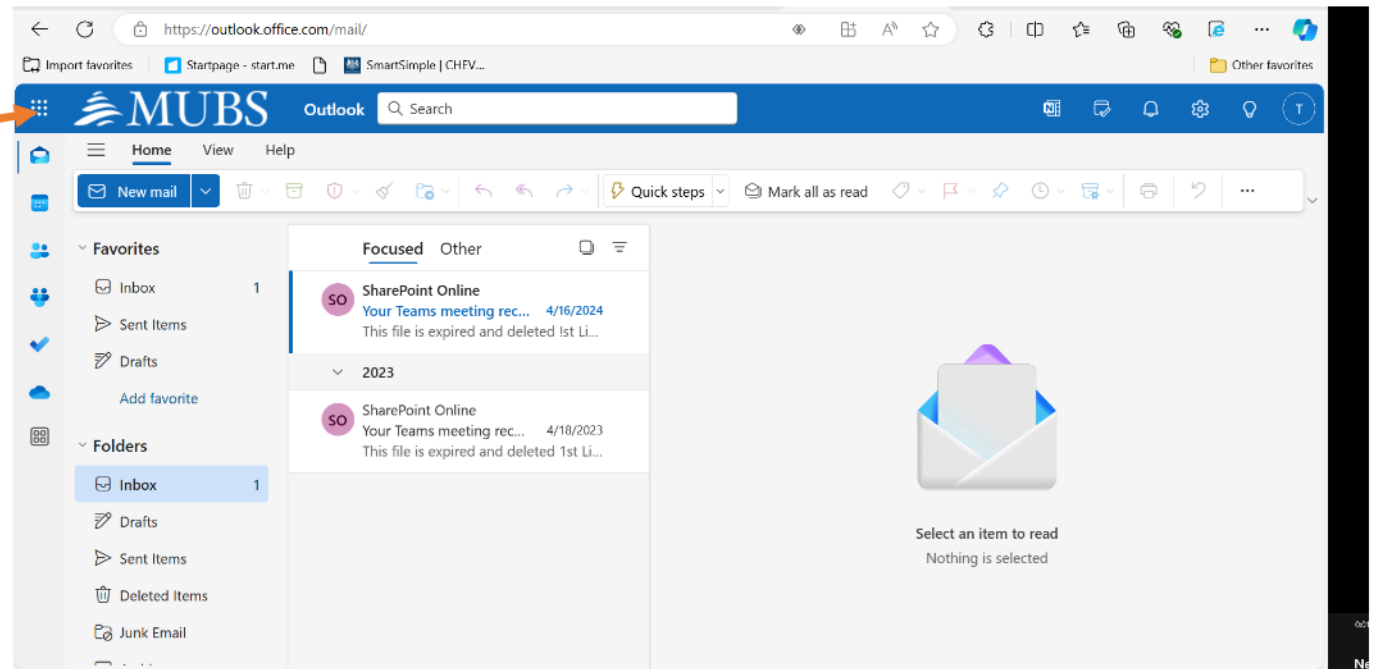 https://outlook.office.com/mail/
Import favorites Startpage - start.me SmartSimple | CHEV... Other favorites
MUBS Outlook Search T
Home View Help
New mail Quick steps Mark all as read
Favorites
Inbox 1
Sent Items
Drafts
Add favorite
Folders
Inbox 1
Drafts
Sent Items
Deleted Items
Junk Email
Focused Other
SO SharePoint Online
Your Teams meeting rec... 4/16/2024
This file is expired and deleted !st Li...
2023
SO SharePoint Online
Your Teams meeting rec... 4/18/2023
This file is expired and deleted 1st Li...
Select an item to read
Nothing is selected
Ne